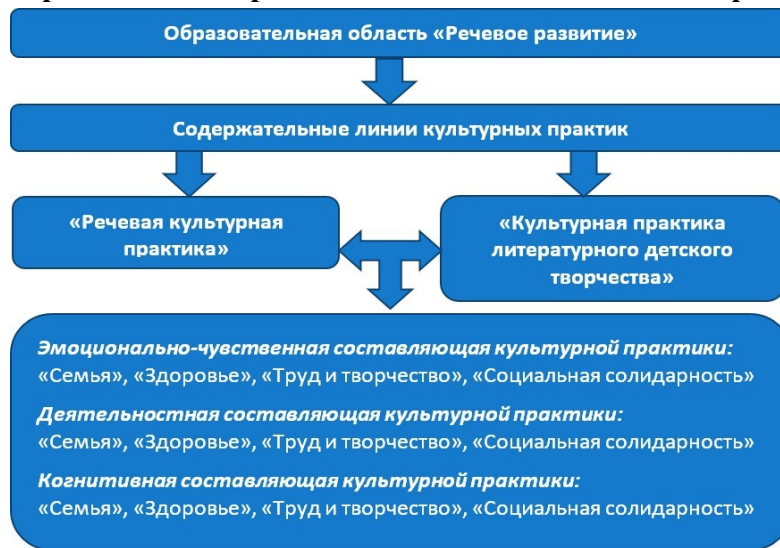 Образовательная область «Речевое развитие»
Содержательные линии культурных практик
«Речевая культурная
практика»
«Культурная практика
литературного детского
творчества»
Эмоционально-чувственная составляющая культурной практики:
«Семья», «Здоровье», «Труд и творчество», «Социальная солидарность»
Деятельностная составляющая культурной практики:
«Семья», «Здоровье», «Труд и творчество», «Социальная солидарность»
Когнитивная составляющая культурной практики:
«Семья», «Здоровье», «Труд и творчество», «Социальная солидарность»